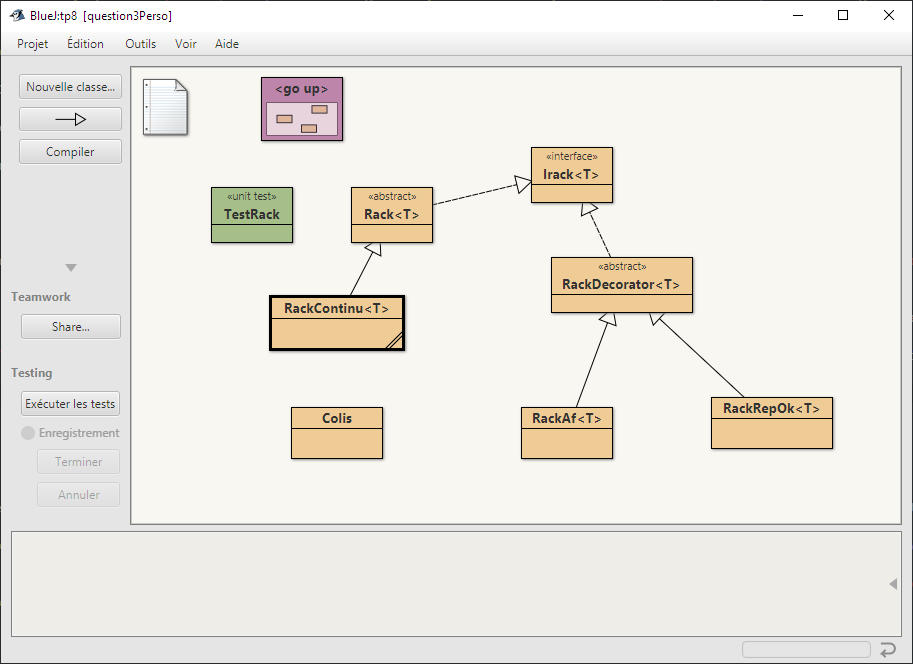 BlueJ:tp8 [question3Perso]
Projet Édition Outils Voir Aide
Nouvelle classe...
Compiler
Teamwork
Share...
Testing
Exécuter les tests
Enregistrement
Terminer
Annuler
<go up>
«interface»
Irack<T>
«unit test»
TestRack
«abstract»
Rack<T>
«abstract»
RackDecorator<T>
RackContinu<T>
Colis
RackAf<T>
RackRepOk<T>